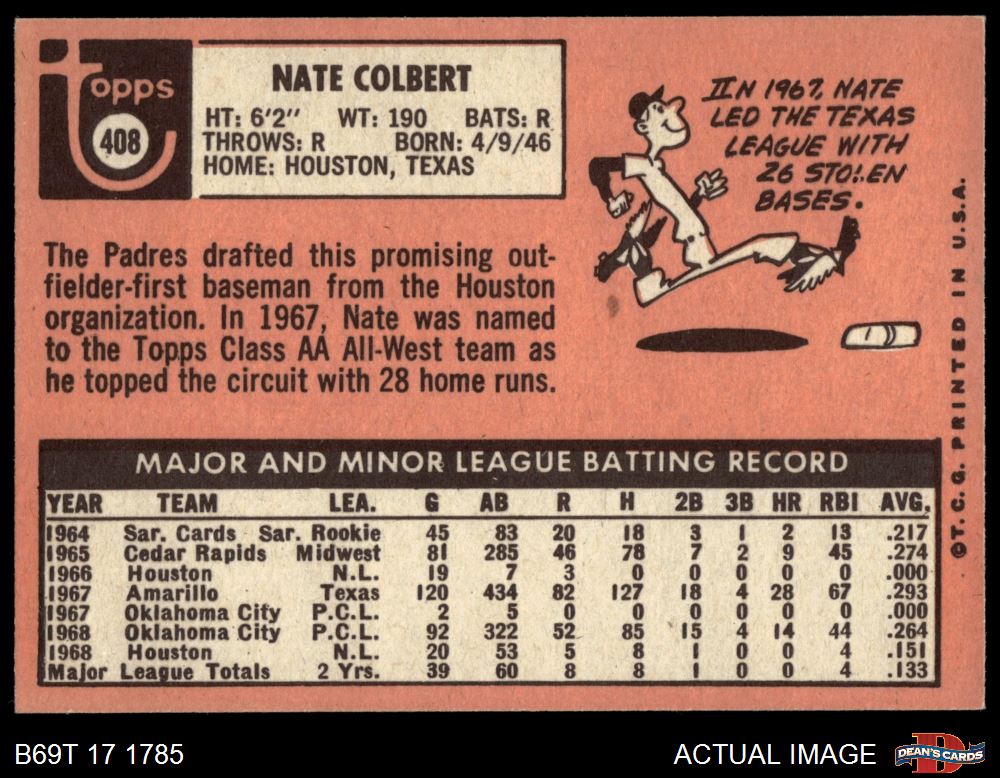 Topps
408
NATE COLBERT
HT: 6'2" WT: 190 BATS: R
THROWS: R BORN: 4/9/46
HOME: HOUSTON, TEXAS
IN 1967, NATE
LED THE TEXAS
LEAGUE WITH
26 STOLEN
BASES.
The Padres drafted this promising out-
fielder-first baseman from the Houston
organization. In 1967, Nate was named
to the Topps Class AA All-West team as
he topped the circuit with 28 home runs.
©T.C.G. PRINTED IN U.S.A.
MAJOR AND MINOR LEAGUE BATTING RECORD
YEAR TEAM LEA. G AB R H 2B 3B HR RBI AVG.
1964 Sar. Cards Sar. Rookie 45 83 20 18 3 1 2 13 .217
1965 Cedar Rapids Midwest 81 285 46 78 7 2 9 45 .274
1966 Houston N.L. 19 7 3 0 0 0 0 0 .000
1967 Amarillo Texas 120 434 82 127 18 4 28 67 .293
1967 Oklahoma City P.C.L. 2 5 0 0 0 0 0 0 .000
1968 Oklahoma City P.C.L. 92 322 52 85 15 4 14 44 .264
1968 Houston N.L. 20 53 5 8 1 0 0 4 .151
Major League Totals 2 Yrs. 39 60 8 8 1 0 0 4 .133
B69T 17 1785
ACTUAL IMAGE
DEAN'S CARDS